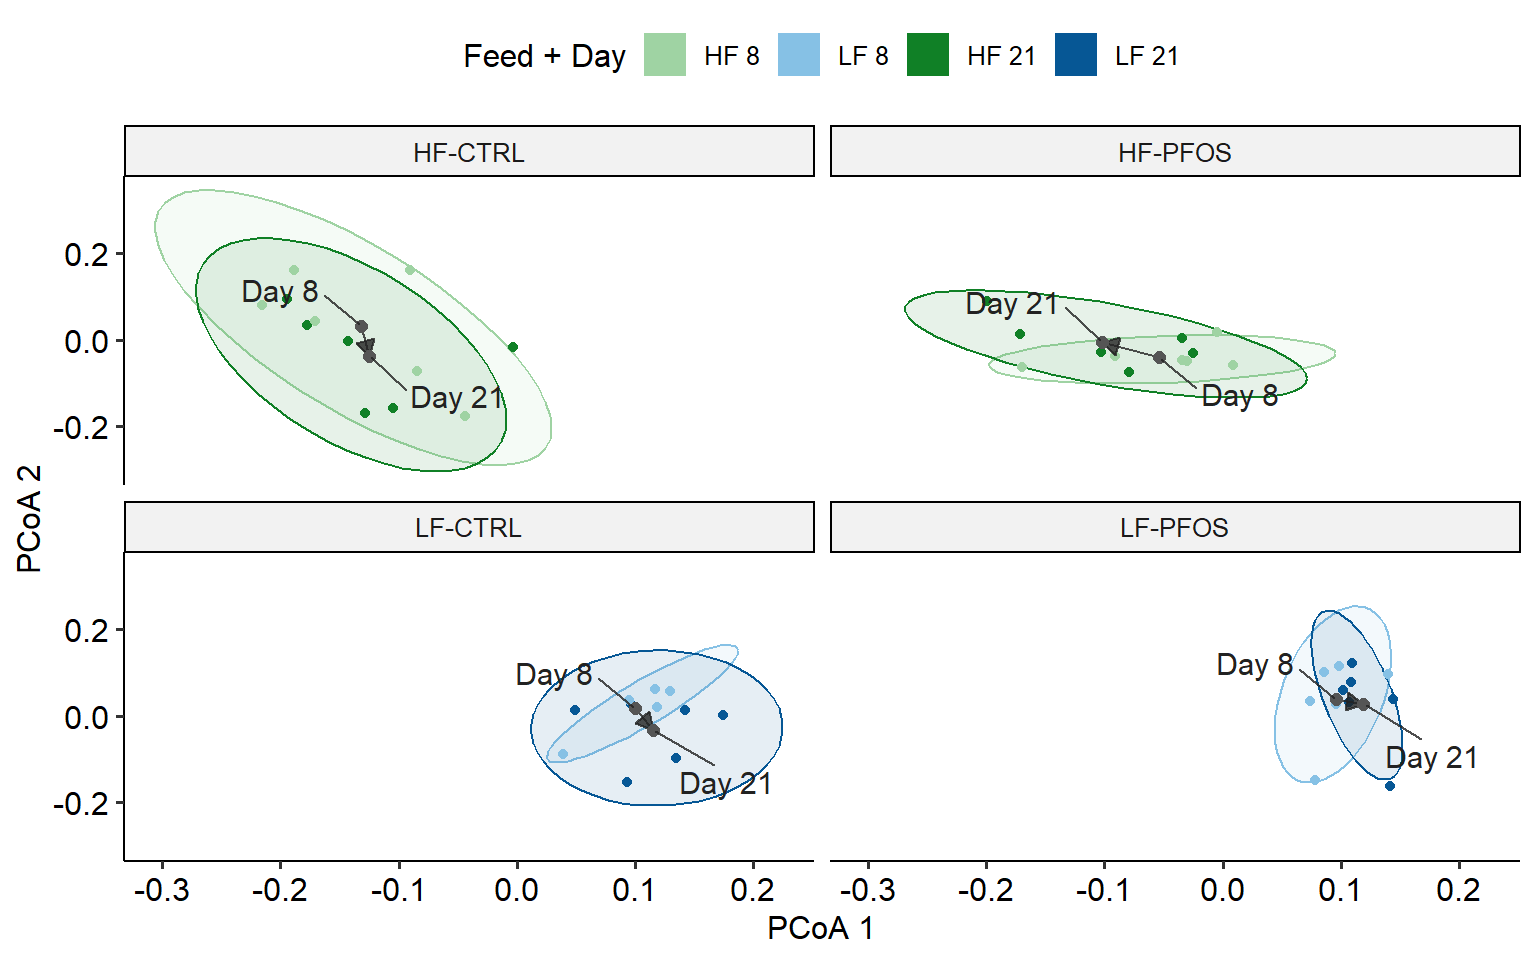 Feed + Day HF 8 LF 8 HF 21 LF 21
HF-CTRL HF-PFOS
0.2
0.0
-0.2
Day 8
Day 21
Day 21
Day 8
PCoA 2
LF-CTRL LF-PFOS
0.2
0.0
-0.2
Day 8
Day 21
Day 8
Day 21
-0.3 -0.2 -0.1 0.0 0.1 0.2 -0.3 -0.2 -0.1 0.0 0.1 0.2
PCoA 1